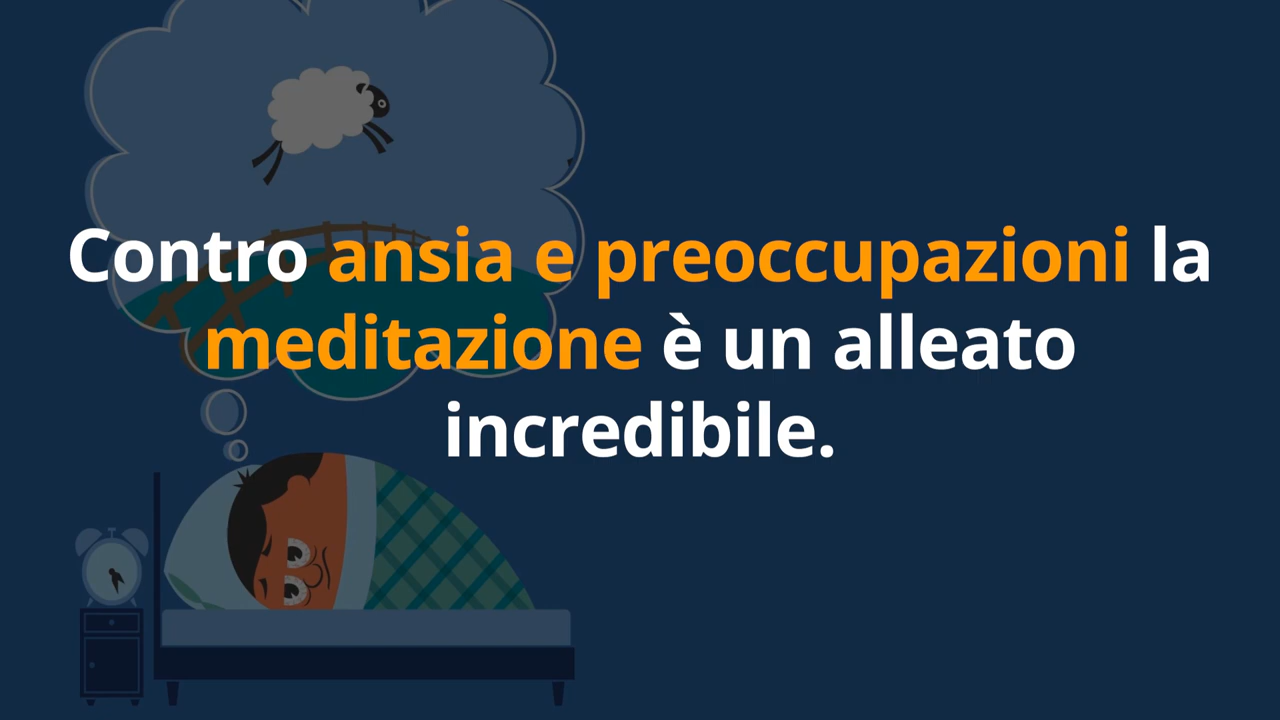 Contro ansia e preoccupazioni la
meditazione è un alleato
incredibile.